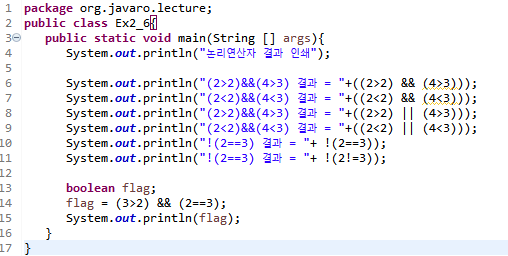 1 package org.javaro.lecture;
2 public class Ex2_6{
3 public static void main(String [] args){
4 System.out.println("논리연산자 결과 인쇄");
5
6 System.out.println("(2>2)&&(4>3) 결과 = "+((2>2) && (4>3)));
7 System.out.println("(2<2)&&(4<3) 결과 = "+((2<2) && (4<3)));
8 System.out.println("(2>2)&&(4>3) 결과 = "+((2>2) || (4>3)));
9 System.out.println("(2<2)&&(4<3) 결과 = "+((2<2) || (4<3)));
10 System.out.println("!(2==3) 결과 = "+ !(2==3));
11 System.out.println("!(2==3) 결과 = "+ !(2!=3));
12
13 boolean flag;
14 flag = (3>2) && (2==3);
15 System.out.println(flag);
16 }
17 }